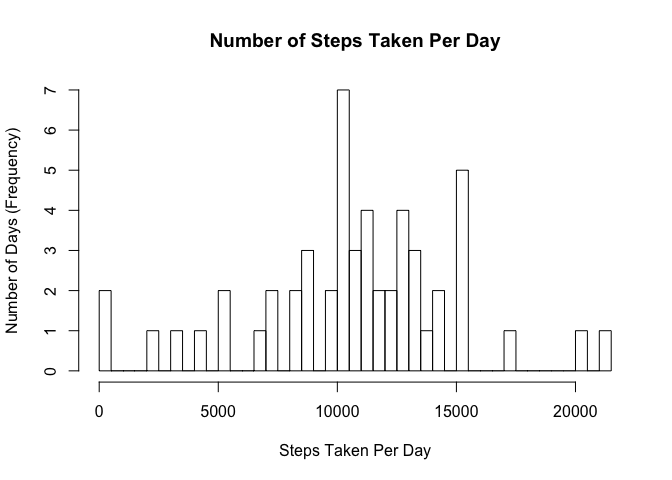 Number of Steps Taken Per Day
Number of Days (Frequency)
7
6
5
4
3
2
1
0
0 5000 10000 15000 20000
Steps Taken Per Day